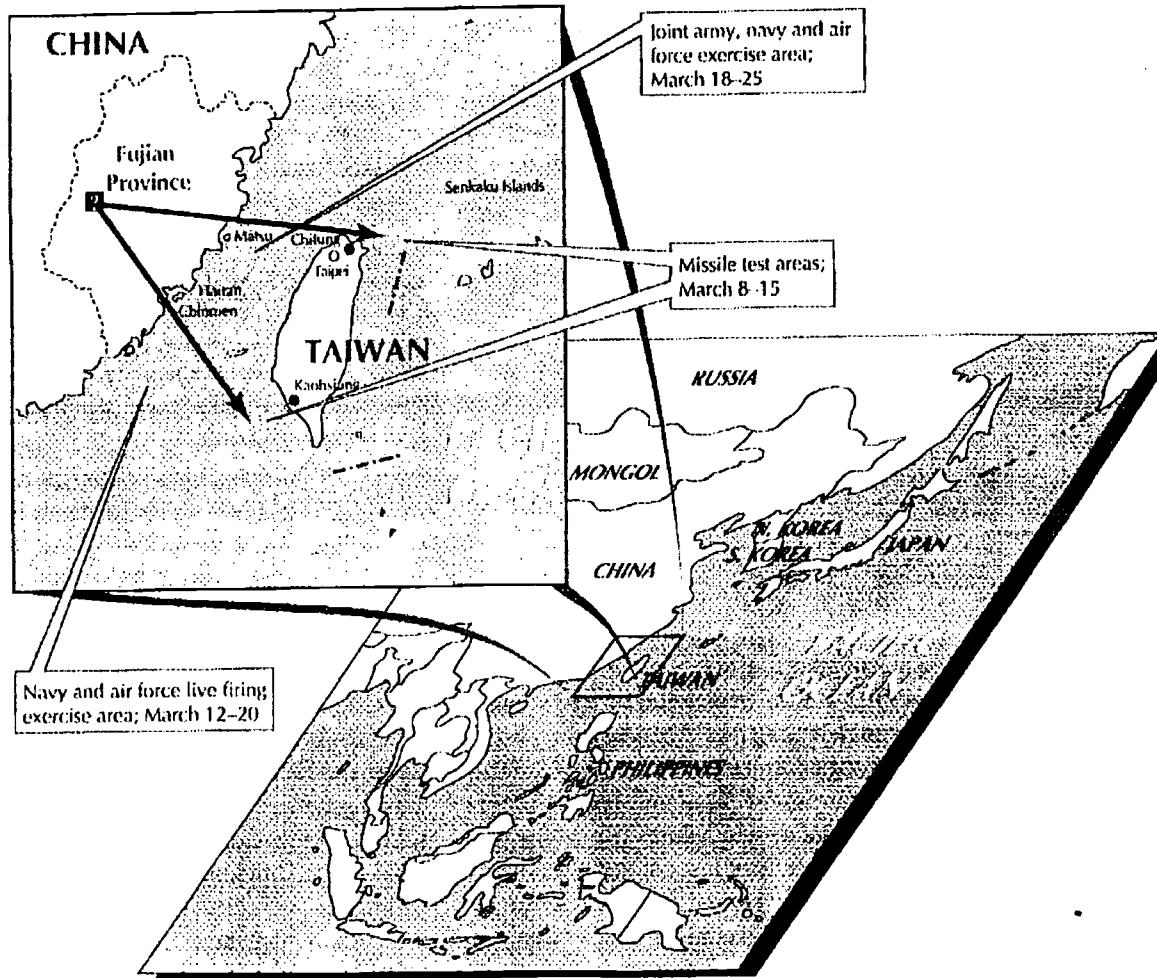 CHINA
Joint army, navy and air
force exercise area;
March 18–25
Fujian
Province
Senkaku Islands
Matsu
Chilung
Taipei
Missile test areas;
March 8–15
Chinmen
TAIWAN
Kaohsiung
RUSSIA
MONGOL
N. KOREA
S. KOREA
JAPAN
CHINA
TAIWAN
Navy and air force live firing
exercise area; March 12–20
PHILIPPINES